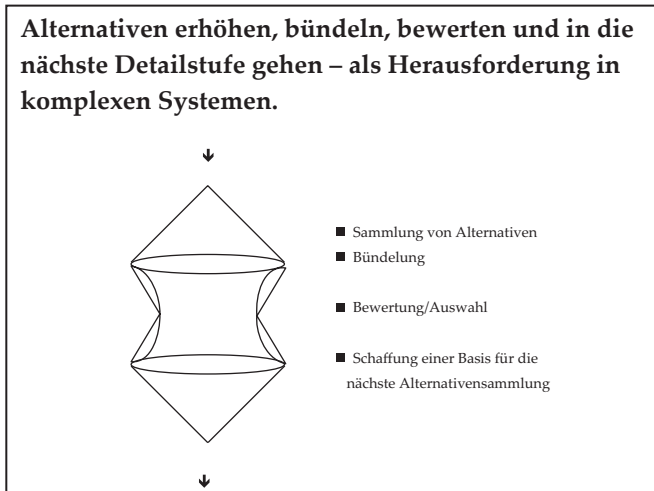 Alternativen erhöhen, bündeln, bewerten und in die
nächste Detailstufe gehen – als Herausforderung in
komplexen Systemen.
■ Sammlung von Alternativen
■ Bündelung
■ Bewertung/Auswahl
■ Schaffung einer Basis für die
nächste Alternativensammlung